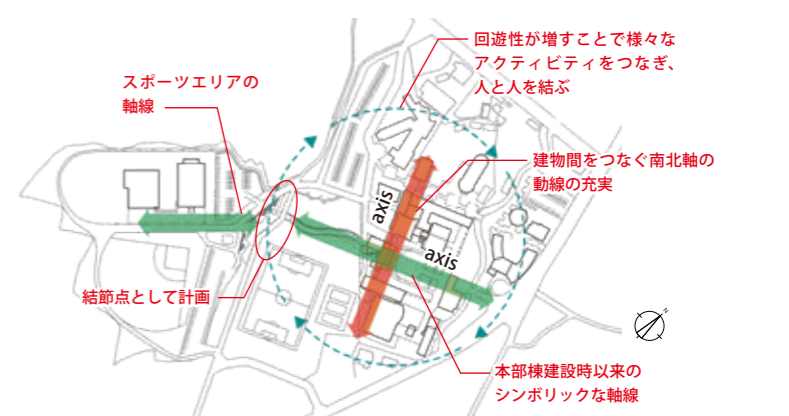 回遊性が増すことで様々な
アクティビティをつなぎ、
人と人を結ぶ
スポーツエリアの
軸線
建物間をつなぐ南北軸の
動線の充実
axis
axis
結節点として計画
N
本部棟建設時以来の
シンボリックな軸線